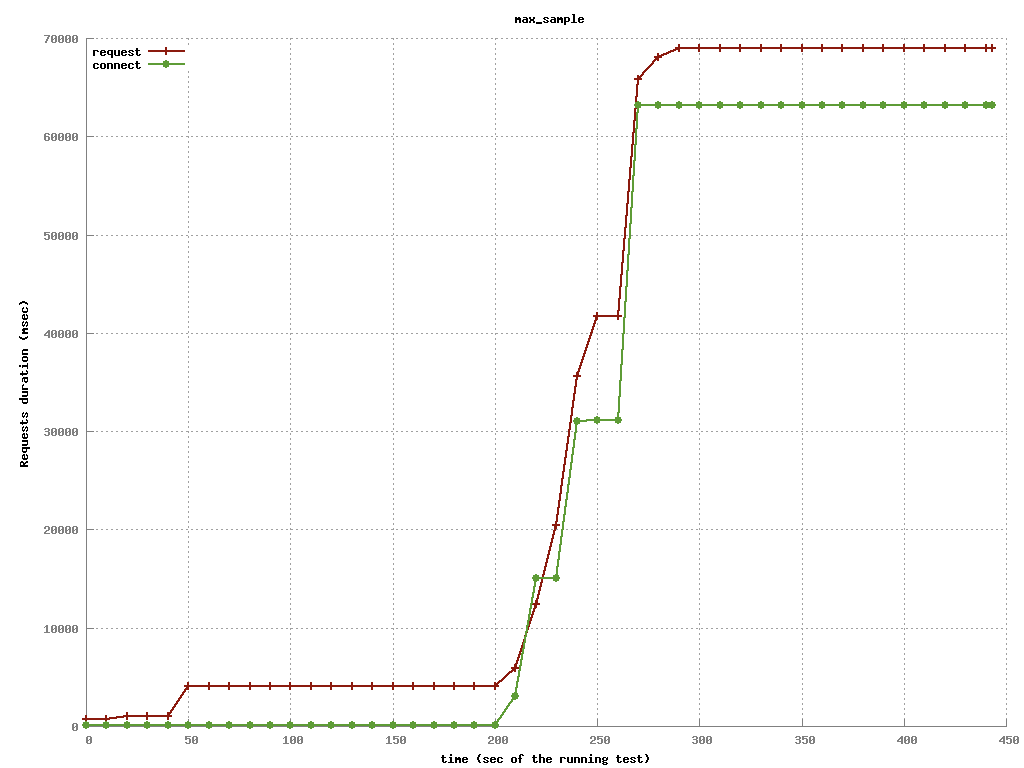 max_sample
70000
request
connect
60000
50000
40000
30000
20000
10000
0
0 50 100 150 200 250 300 350 400 450
Requests duration (msec)
time (sec of the running test)